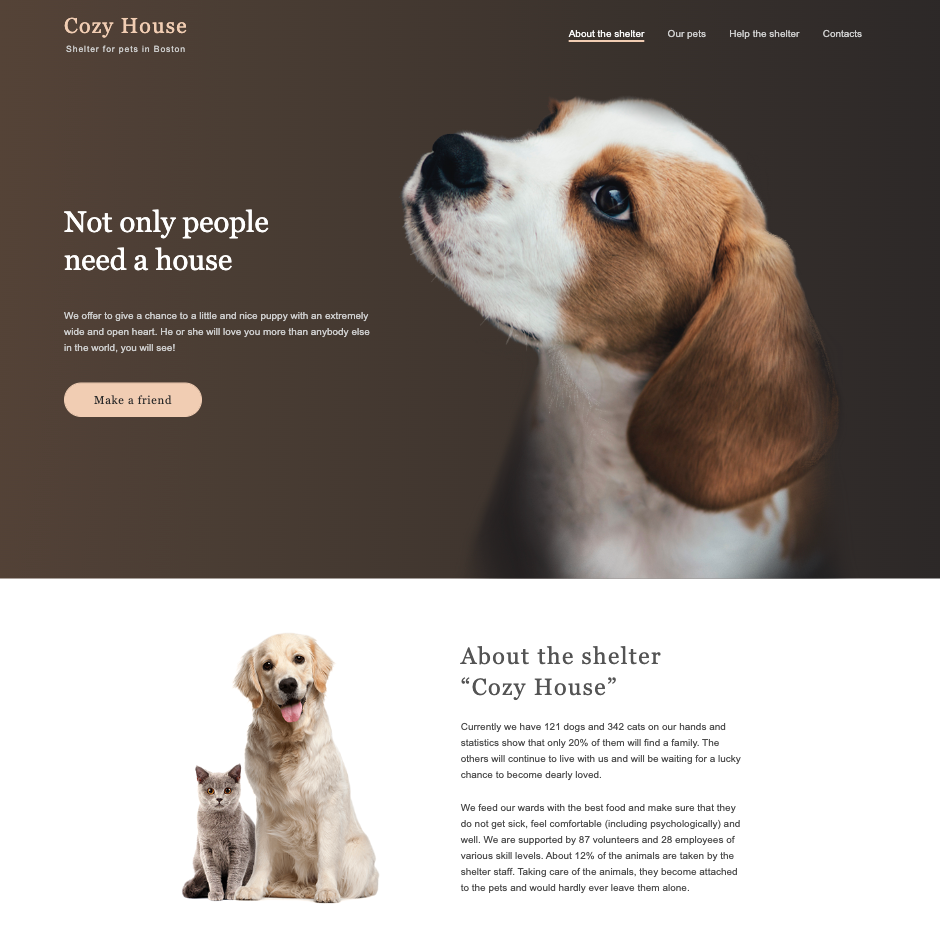 Cozy House
Shelter for pets in Boston
About the shelter
Our pets
Help the shelter
Contacts
Not only people
need a house
We offer to give a chance to a little and nice puppy with an extremely
wide and open heart. He or she will love you more than anybody else
in the world, you will see!
Make a friend
About the shelter
“Cozy House”
Currently we have 121 dogs and 342 cats on our hands and
statistics show that only 20% of them will find a family. The
others will continue to live with us and will be waiting for a lucky
chance to become dearly loved.
We feed our wards with the best food and make sure that they
do not get sick, feel comfortable (including psychologically) and
well. We are supported by 87 volunteers and 28 employees of
various skill levels. About 12% of the animals are taken by the
shelter staff. Taking care of the animals, they become attached
to the pets and would hardly ever leave them alone.